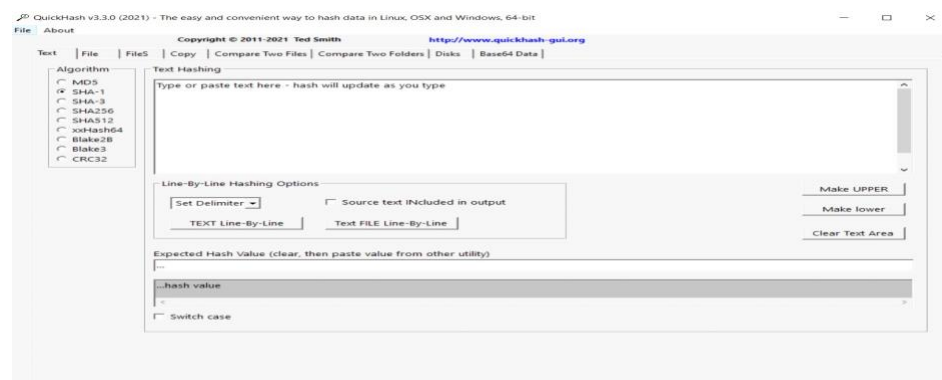 QuickHash v3.3.0 (2021) - The easy and convenient way to hash data in Linux, OSX and Windows, 64-bit
File About
Copyright © 2011-2021 Ted Smith http://www.quickhash-gui.org
Text File FileS Copy Compare Two Files Compare Two Folders Disks Base64 Data
Algorithm
MD5
SHA-1
SHA-3
SHA256
SHA512
xxHash64
Blake2B
Blake3
CRC32
Text Hashing
Type or paste text here - hash will update as you type
Line-By-Line Hashing Options
Set Delimiter Source text INcluded in output
TEXT Line-By-Line Text FILE Line-By-Line
Make UPPER
Make lower
Clear Text Area
Expected Hash Value (clear, then paste value from other utility)
...
...hash value
Switch case